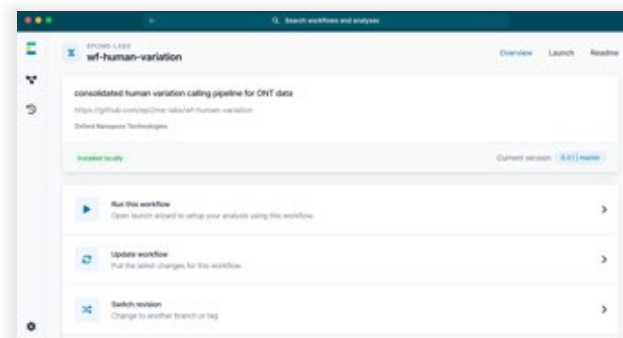 Search workflows and analyses
EPI2ME-LABS
wf-human-variation
Overview Launch Readme
consolidated human variation calling pipeline for ONT data
https://github.com/epi2me-labs/wf-human-variation
Oxford Nanopore Technologies
Installed locally
Current version: 0.3.1 | master
Run this workflow
Open launch wizard to setup your analysis using this workflow.
Update workflow
Pull the latest changes for this workflow
Switch revision
Change to another branch or tag